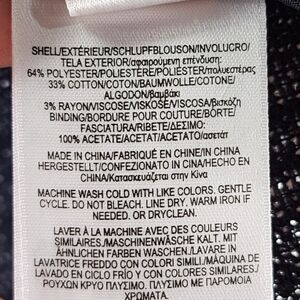 SHELL/EXTÉRIEUR/SCHLUPFBLOUSON/INVOLUCRO/
TELA EXTERIOR/αφαιρούμενη επένδυση:
64% POLYESTER/POLIESTERE/POLIESTER/πολυεστέρας
33% COTTON/COTON/BAUMWOLLE/COTONE/
ALGODON/βαμβάκι
3% RAYON/VISCOSE/VISKOSE/VISCOSA/βισκόζη
BINDING/BORDURE POUR COUTURE/BÖRTE/
FASCIATURA/RIBETE/ΔΕΣΙΜΟ:
100% ACETATE/ACETAT/ACETATO/ασετάτ
MADE IN CHINA/FABRIQUÉ EN CHINE/IN CHINA
HERGESTELLT/CONFEZIONATO IN CINA/HECHO EN
CHINA/Κατασκευάζεται στην Κίνα
MACHINE WASH COLD WITH LIKE COLORS. GENTLE
CYCLE. DO NOT BLEACH. LINE DRY. WARM IRON IF
NEEDED. OR DRYCLEAN.
LAVER À LA MACHINE AVEC DES COULEURS
SIMILAIRES./MASCHINENWÄSCHE KALT. MIT
ÄHNLICHEN FARBEN WASCHEN./LAVARE IN
LAVATRICE FREDDO CON COLORI SIMILI./MÁQUINA DE
LAVADO EN CICLO FRÍO Y CON COLORES SIMILARES./
ΡΟΥΧΩΝ ΚΡΥΟ ΠΛΥΣΙΜΟ. ΠΛΥΣΙΜΟ ΜΕ ΠΑΡΟΜΟΙΑ
ΧΡΩΜΑΤΑ.